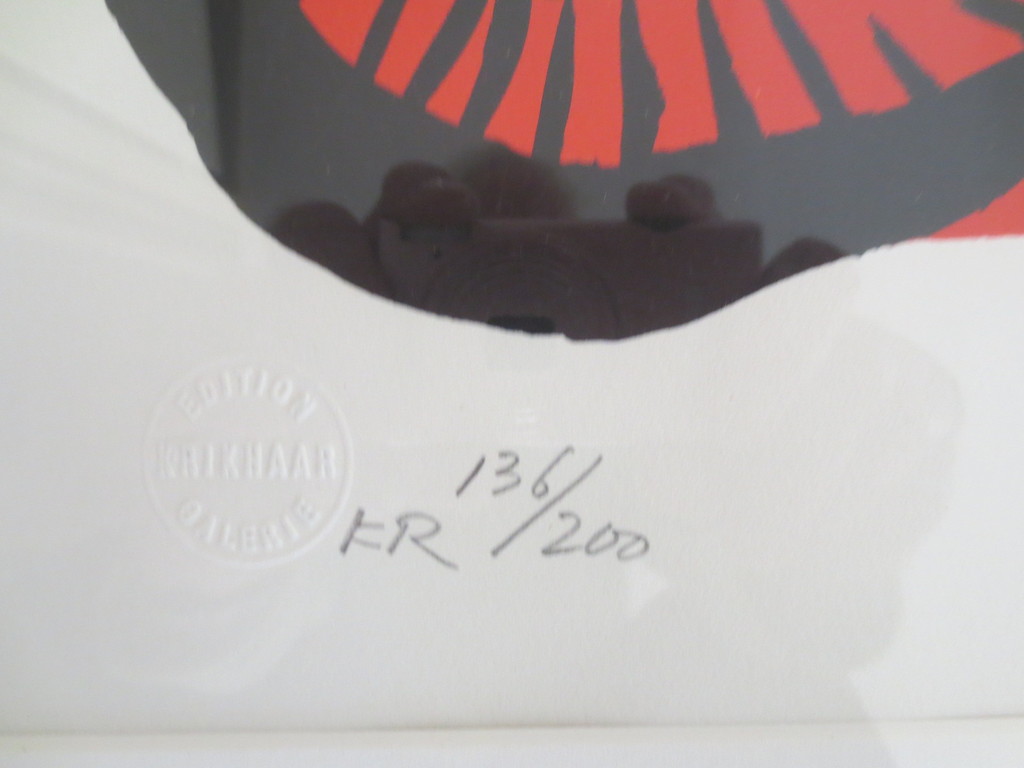 EDITION
KRIKHAAR
GALERIE
136/200
KR